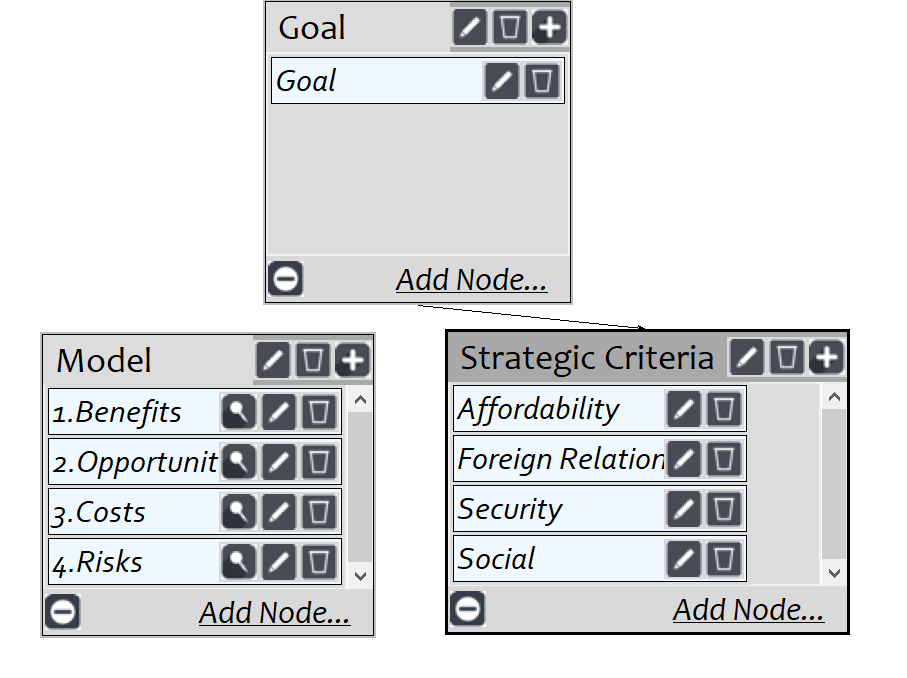 Goal
Goal
Add Node...
Model
1.Benefits
2.Opportunit
3.Costs
4.Risks
Add Node...
Strategic Criteria
Affordability
Foreign Relation
Security
Social
Add Node...